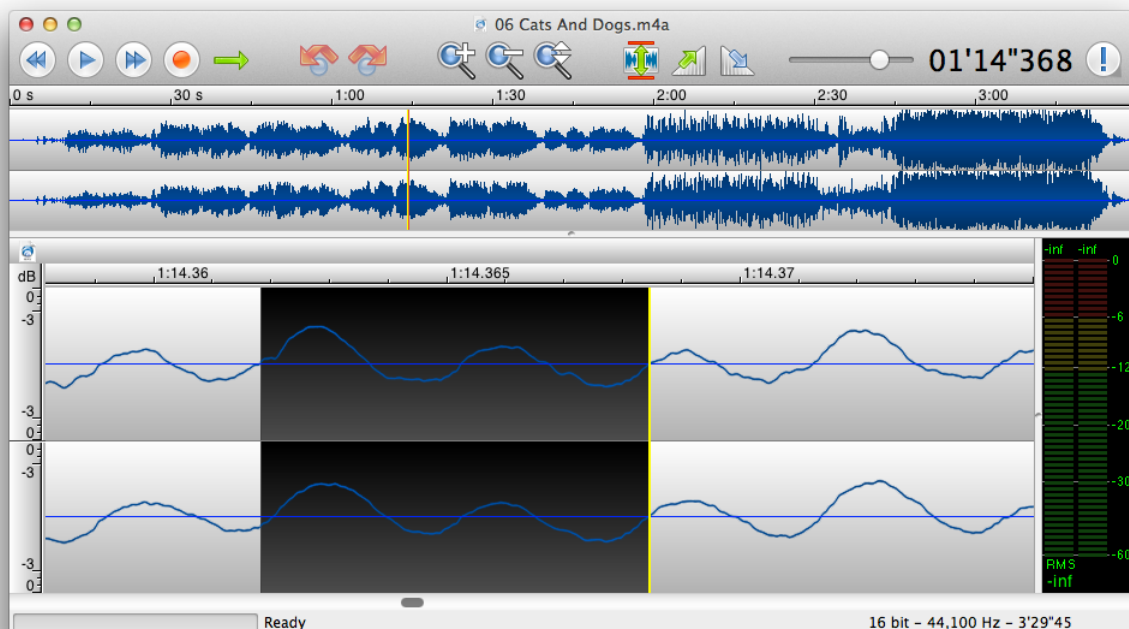 06 Cats And Dogs.m4a
01'14"368
0 s 30 s 1:00 1:30 2:00 2:30 3:00
dB 1:14.36 1:14.365 1:14.37
-inf -inf
0
-6
-12
-20
-30
-60
0
-3
-3
0
0
-3
-3
0
RMS
-inf
Ready 16 bit – 44,100 Hz – 3'29"45